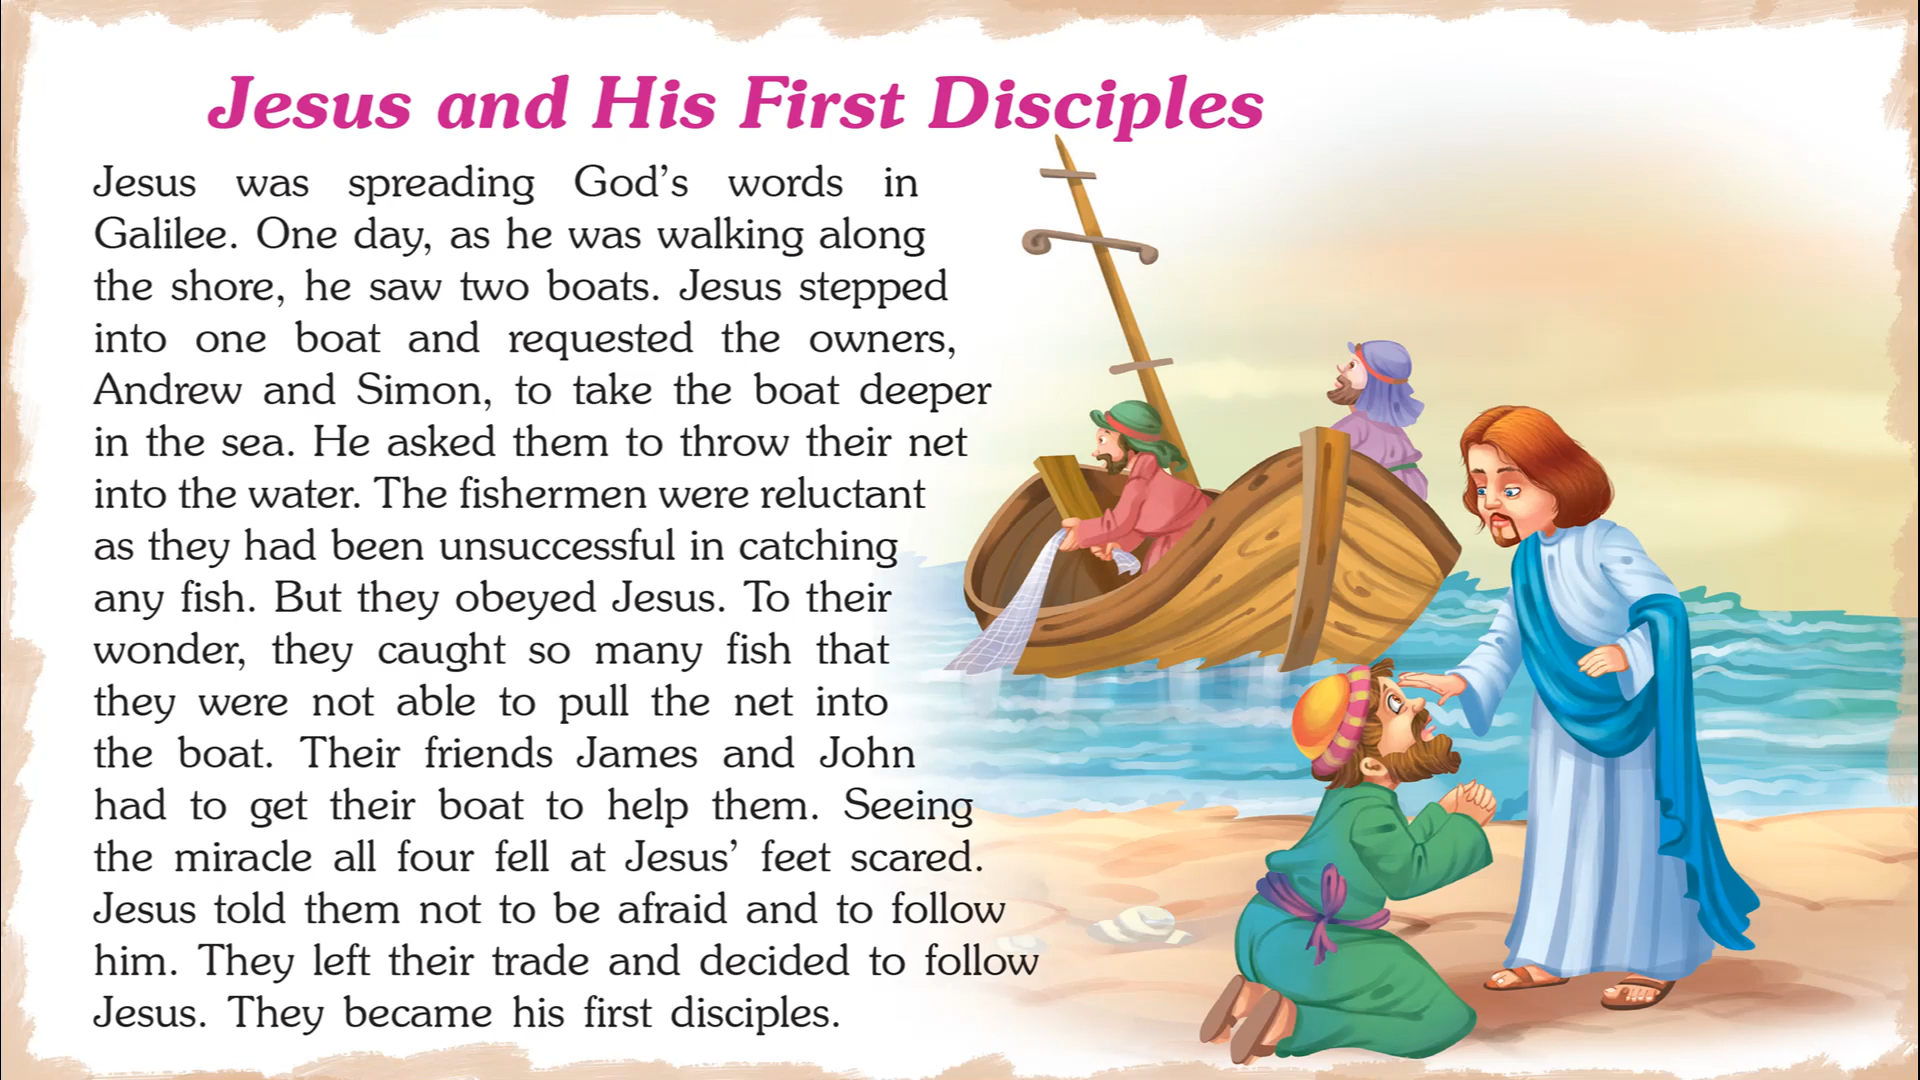 Jesus and His First Disciples
Jesus was spreading God’s words in
Galilee. One day, as he was walking along
the shore, he saw two boats. Jesus stepped
into one boat and requested the owners,
Andrew and Simon, to take the boat deeper
in the sea. He asked them to throw their net
into the water. The fishermen were reluctant
as they had been unsuccessful in catching
any fish. But they obeyed Jesus. To their
wonder, they caught so many fish that
they were not able to pull the net into
the boat. Their friends James and John
had to get their boat to help them. Seeing
the miracle all four fell at Jesus’ feet scared.
Jesus told them not to be afraid and to follow
him. They left their trade and decided to follow
Jesus. They became his first disciples.